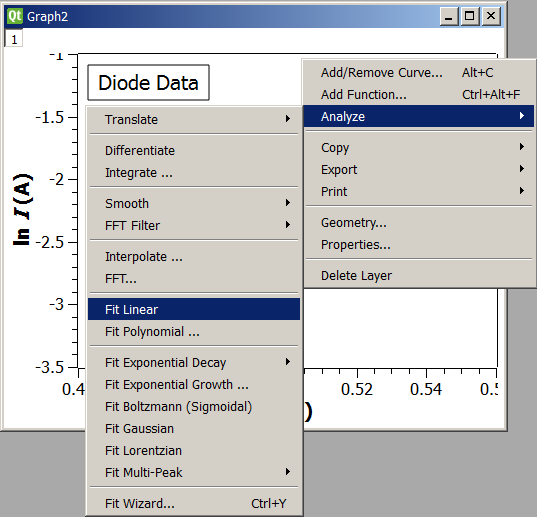 Qt Graph2
1
Diode Data
-1
-1.5
-2
-2.5
-3
-3.5
ln I (A)
0.4
0.52
0.54
)
Add/Remove Curve... Alt+C
Add Function... Ctrl+Alt+F
Analyze
Copy
Export
Print
Geometry...
Properties...
Delete Layer
Translate
Differentiate
Integrate ...
Smooth
FFT Filter
Interpolate ...
FFT...
Fit Linear
Fit Polynomial ...
Fit Exponential Decay
Fit Exponential Growth ...
Fit Boltzmann (Sigmoidal)
Fit Gaussian
Fit Lorentzian
Fit Multi-Peak
Fit Wizard... Ctrl+Y